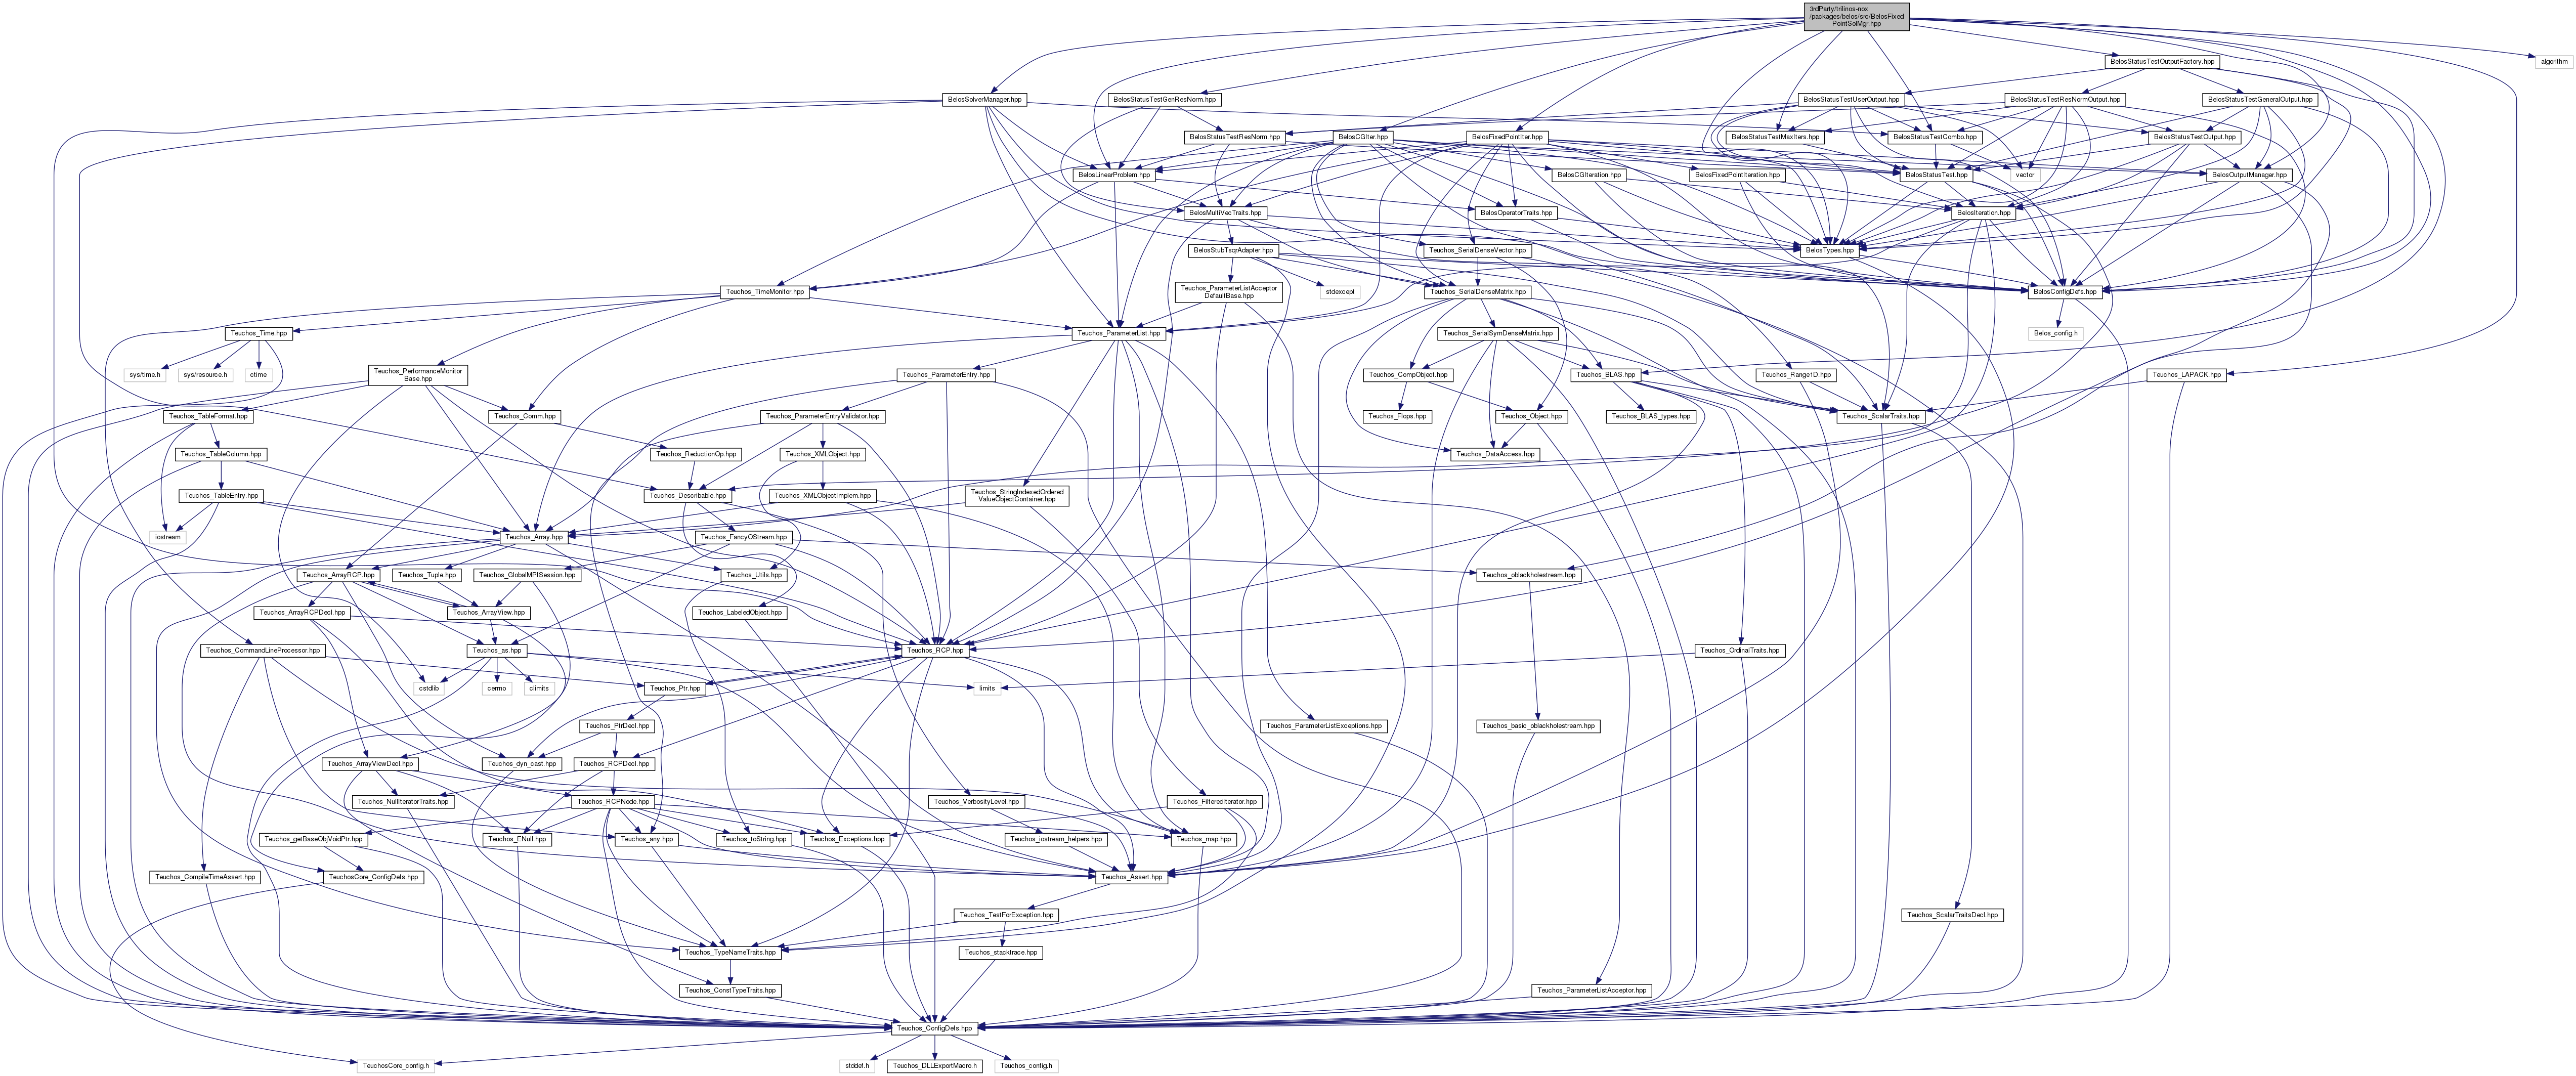 3rdParty/trilinos-nox
/packages/belos/src/BelosFixed
PointSolMgr.hpp
algorithm
BelosStatusTestOutputFactory.hpp
BelosSolverManager.hpp
BelosStatusTestGenResNorm.hpp
BelosStatusTestUserOutput.hpp
BelosStatusTestResNormOutput.hpp
BelosStatusTestGeneralOutput.hpp
BelosStatusTestResNorm.hpp
BelosCGIter.hpp
BelosFixedPointIter.hpp
BelosStatusTestMaxIters.hpp
BelosStatusTestCombo.hpp
BelosStatusTestOutput.hpp
BelosLinearProblem.hpp
BelosCGIteration.hpp
BelosFixedPointIteration.hpp
BelosStatusTest.hpp
vector
BelosOutputManager.hpp
BelosMultiVecTraits.hpp
BelosOperatorTraits.hpp
BelosIteration.hpp
BelosStubTsqrAdapter.hpp
Teuchos_SerialDenseVector.hpp
BelosTypes.hpp
Teuchos_TimeMonitor.hpp
Teuchos_ParameterListAcceptor
DefaultBase.hpp
stdexcept
Teuchos_SerialDenseMatrix.hpp
BelosConfigDefs.hpp
Teuchos_Time.hpp
Teuchos_ParameterList.hpp
Teuchos_SerialSymDenseMatrix.hpp
Belos_config.h
sys/time.h
sys/resource.h
ctime
Teuchos_PerformanceMonitor
Base.hpp
Teuchos_ParameterEntry.hpp
Teuchos_CompObject.hpp
Teuchos_BLAS.hpp
Teuchos_Range1D.hpp
Teuchos_LAPACK.hpp
Teuchos_TableFormat.hpp
Teuchos_Comm.hpp
Teuchos_ParameterEntryValidator.hpp
Teuchos_Flops.hpp
Teuchos_Object.hpp
Teuchos_BLAS_types.hpp
Teuchos_ScalarTraits.hpp
Teuchos_TableColumn.hpp
Teuchos_ReductionOp.hpp
Teuchos_XMLObject.hpp
Teuchos_DataAccess.hpp
Teuchos_TableEntry.hpp
Teuchos_Describable.hpp
Teuchos_XMLObjectImplem.hpp
Teuchos_StringIndexedOrdered
ValueObjectContainer.hpp
iostream
Teuchos_Array.hpp
Teuchos_FancyOStream.hpp
Teuchos_ArrayRCP.hpp
Teuchos_Tuple.hpp
Teuchos_GlobalMPISession.hpp
Teuchos_Utils.hpp
Teuchos_oblackholestream.hpp
Teuchos_ArrayRCPDecl.hpp
Teuchos_ArrayView.hpp
Teuchos_LabeledObject.hpp
Teuchos_CommandLineProcessor.hpp
Teuchos_as.hpp
Teuchos_RCP.hpp
Teuchos_OrdinalTraits.hpp
cstdlib
cerrno
climits
Teuchos_Ptr.hpp
limits
Teuchos_PtrDecl.hpp
Teuchos_ParameterListExceptions.hpp
Teuchos_basic_oblackholestream.hpp
Teuchos_ArrayViewDecl.hpp
Teuchos_dyn_cast.hpp
Teuchos_RCPDecl.hpp
Teuchos_NullIteratorTraits.hpp
Teuchos_RCPNode.hpp
Teuchos_VerbosityLevel.hpp
Teuchos_FilteredIterator.hpp
Teuchos_getBaseObjVoidPtr.hpp
Teuchos_ENull.hpp
Teuchos_any.hpp
Teuchos_toString.hpp
Teuchos_Exceptions.hpp
Teuchos_iostream_helpers.hpp
Teuchos_map.hpp
Teuchos_CompileTimeAssert.hpp
TeuchosCore_ConfigDefs.hpp
Teuchos_Assert.hpp
Teuchos_TestForException.hpp
Teuchos_ScalarTraitsDecl.hpp
Teuchos_TypeNameTraits.hpp
Teuchos_stacktrace.hpp
Teuchos_ConstTypeTraits.hpp
Teuchos_ParameterListAcceptor.hpp
Teuchos_ConfigDefs.hpp
TeuchosCore_config.h
stddef.h
Teuchos_DLLExportMacro.h
Teuchos_config.h